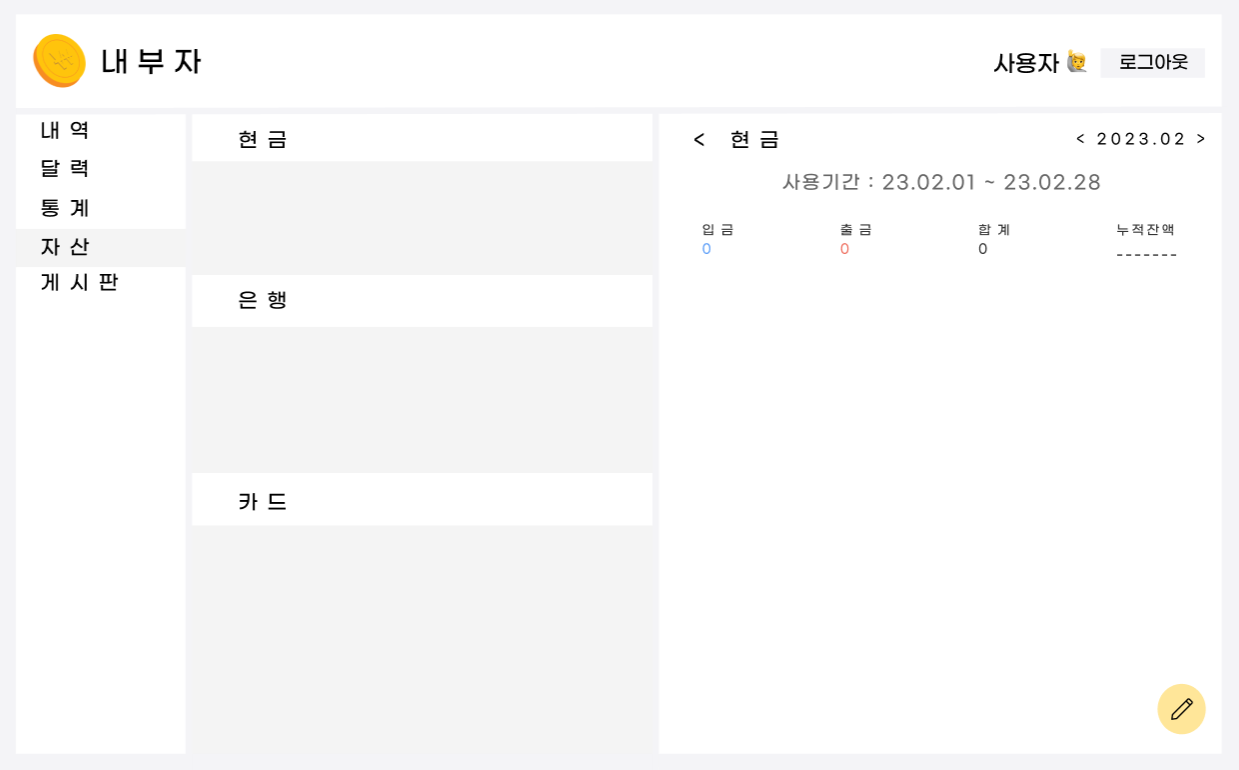 내 부 자
사용자 🙋 로그아웃
내 역
달 력
통 계
자 산
게 시 판
현 금
은 행
카 드
< 현 금
< 2023.02 >
사용기간 : 23.02.01 ~ 23.02.28
입 금 출 금 합 계 누적잔액
0 0 0 -------